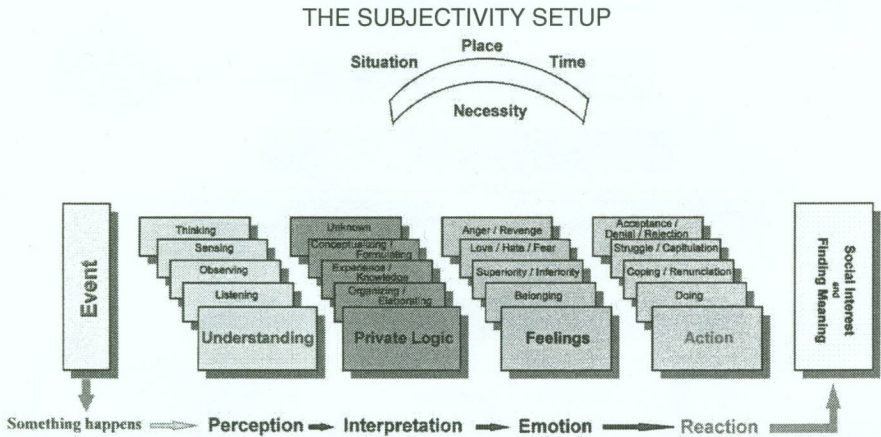 THE SUBJECTIVITY SETUP
Place
Situation
Time
Necessity
Event
Thinking
Sensing
Observing
Listening
Understanding
Unknown
Conceptualizing /
Formulating
Experience /
Knowledge
Organizing /
Elaborating
Private Logic
Anger / Revenge
Love / Hate / Fear
Superiority / Inferiority
Belonging
Feelings
Acceptance /
Denial / Rejection
Struggle / Capitulation
Coping / Renunciation
Doing
Action
Social Interest
and
Finding Meaning
Something happens
Perception
Interpretation
Emotion
Reaction